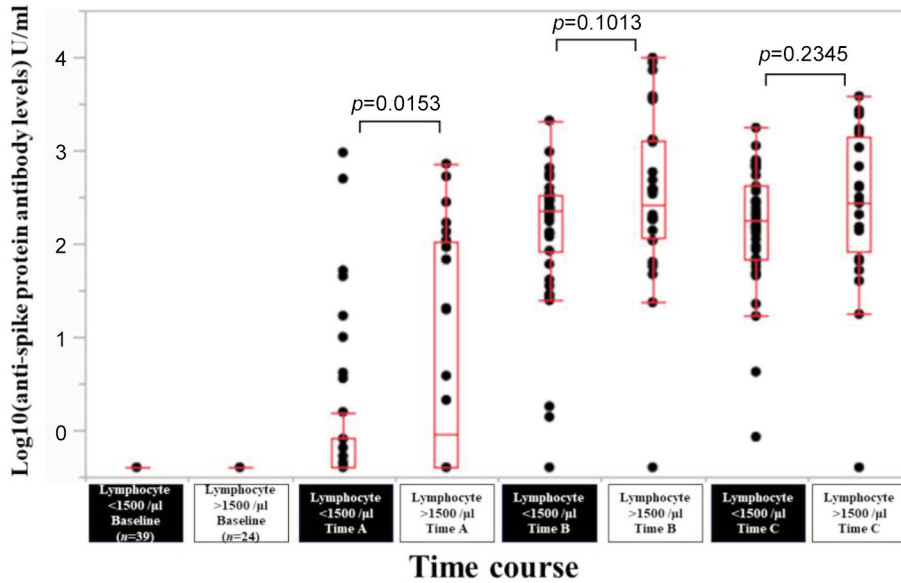 Log10(anti-spike protein antibody levels) U/ml
4
3
2
1
0
p=0.0153
p=0.1013
p=0.2345
Lymphocyte
<1500 /μl
Baseline
(n=39)
Lymphocyte
>1500 /μl
Baseline
(n=24)
Lymphocyte
<1500 /μl
Time A
Lymphocyte
>1500 /μl
Time A
Lymphocyte
<1500 /μl
Time B
Lymphocyte
>1500 /μl
Time B
Lymphocyte
<1500 /μl
Time C
Lymphocyte
>1500 /μl
Time C
Time course